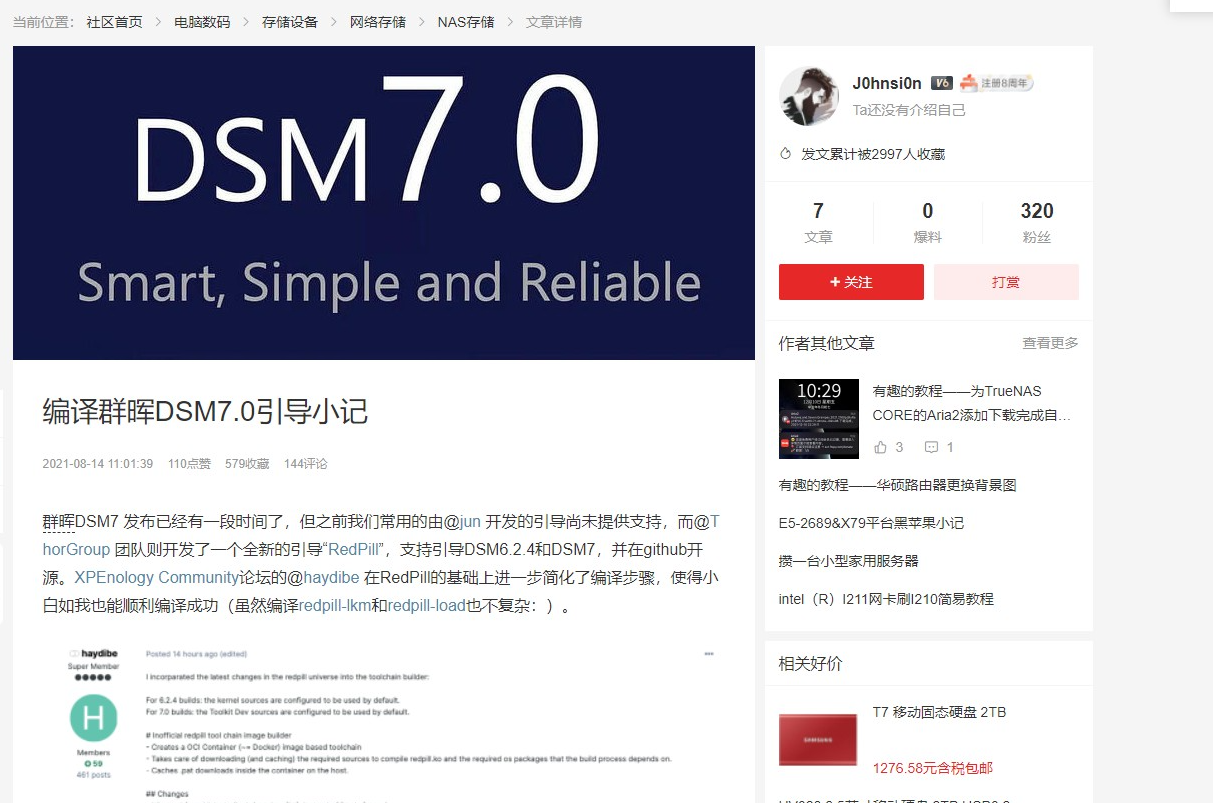 当前位置： 社区首页 > 电脑数码 > 存储设备 > 网络存储 > NAS存储 > 文章详情
DSM7.0
Smart, Simple and Reliable
编译群晖DSM7.0引导小记
2021-08-14 11:01:39 110点赞 579收藏 144评论
群晖DSM7 发布已经有一段时间了，但之前我们常用的由@jun 开发的引导尚未提供支持，而@T
horGroup 团队则开发了一个全新的引导“RedPill”，支持引导DSM6.2.4和DSM7，并在github开
源。XPEnology Community论坛的@haydibe 在RedPill的基础上进一步简化了编译步骤，使得小
白如我也能顺利编译成功（虽然编译redpill-lkm和redpill-load也不复杂：）。
haydibe
Super Member
H
Members
59
461 posts
Posted 14 hours ago (edited)
I incorparated the latest changes in the redpill universe into the toolchain builder:
For 6.2.4 builds: the kernel sources are configured to be used by default.
For 7.0 builds: the Toolkit Dev sources are configured to be used by default.
# Inofficial redpill tool chain image builder
- Creates a OCI Container (~= Docker) image based toolchain
- Takes care of downloading (and caching) the required sources to compile redpill.ko and the required os packages that the build process depends on.
- Caches .pat downloads inside the container on the host.
## Changes
J0hnsi0n V6 注册8周年
Ta还没有介绍自己
发文累计被2997人收藏
7 0 320
文章 爆料 粉丝
+ 关注 打赏
作者其他文章 查看更多
10:29
有趣的教程——为TrueNAS
CORE的Aria2添加下载完成自…
3 1
有趣的教程——华硕路由器更换背景图
E5-2689&X79平台黑苹果小记
攒一台小型家用服务器
intel（R）I211网卡刷I210简易教程
相关好价
SAMSUNG
T7 移动固态硬盘 2TB
1276.58元含税包邮